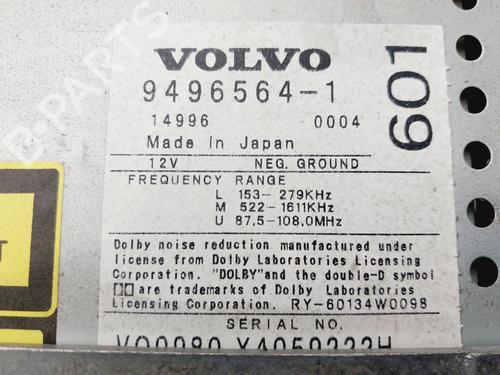 VOLVO
9496564-1
14996 0004
Made in Japan
601
12V NEG. GROUND
FREQUENCY RANGE
L 153-279KHz
M 522-1611KHz
U 87,5-108,0MHz
Dolby noise reduction manufactured under
license from Dolby Laboratories Licensing
Corporation. "DOLBY"and the double-D symbol
are trademarks of Dolby Laboratories
Licensing Corporation. RY-60134W0098
SERIAL NO.
B-PARTS